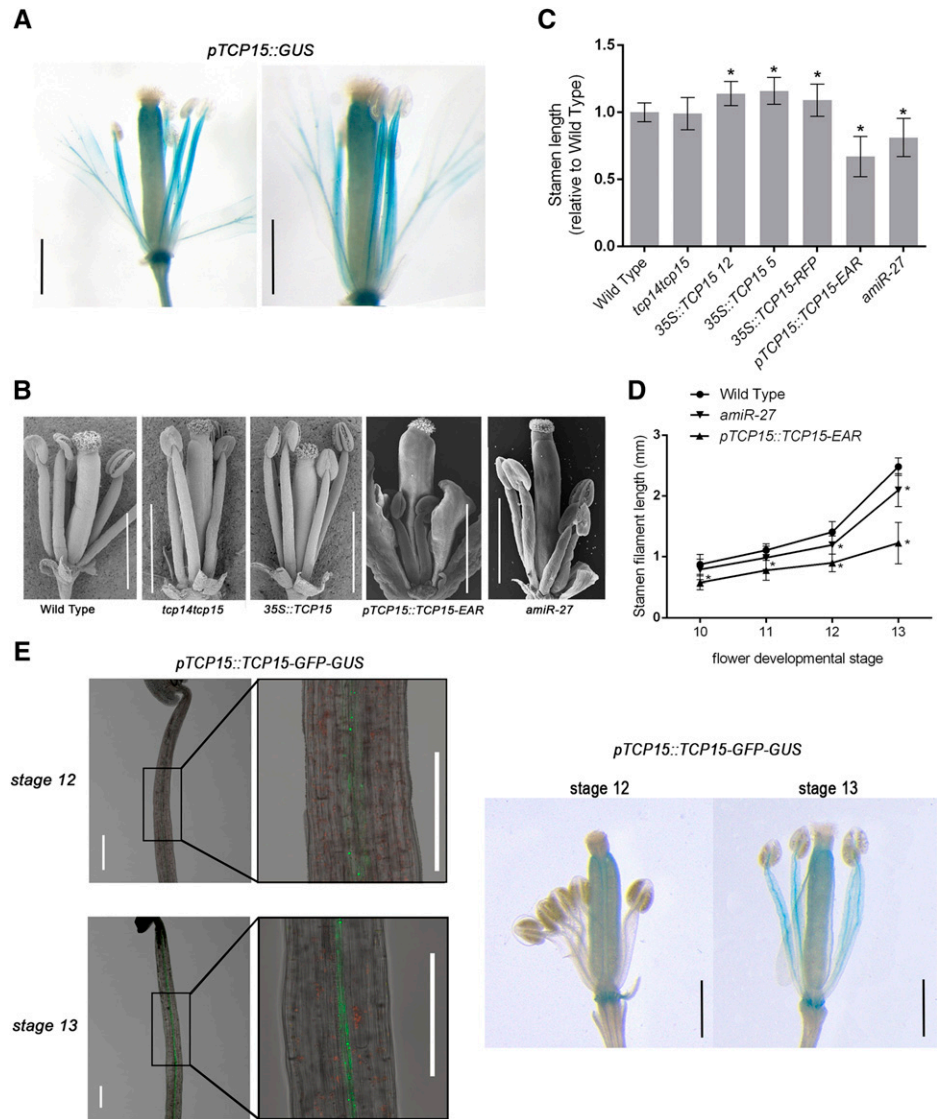 A
pTCP15::GUS
B
Wild Type
tcp14tcp15
35S::TCP15
pTCP15::TCP15-EAR
amiR-27
C
Stamen length
(relative to Wild Type)
1.5
1.0
0.5
0.0
*
*
*
*
*
Wild Type
tcp14tcp15
35S::TCP15 12
35S::TCP15 5
35S::TCP15-RFP
pTCP15::TCP15-EAR
amiR-27
D
Wild Type
amiR-27
pTCP15::TCP15-EAR
Stamen filament length (mm)
3
2
1
0
*
*
*
*
*
*
10
11
12
13
flower developmental stage
E
pTCP15::TCP15-GFP-GUS
stage 12
stage 13
pTCP15::TCP15-GFP-GUS
stage 12
stage 13